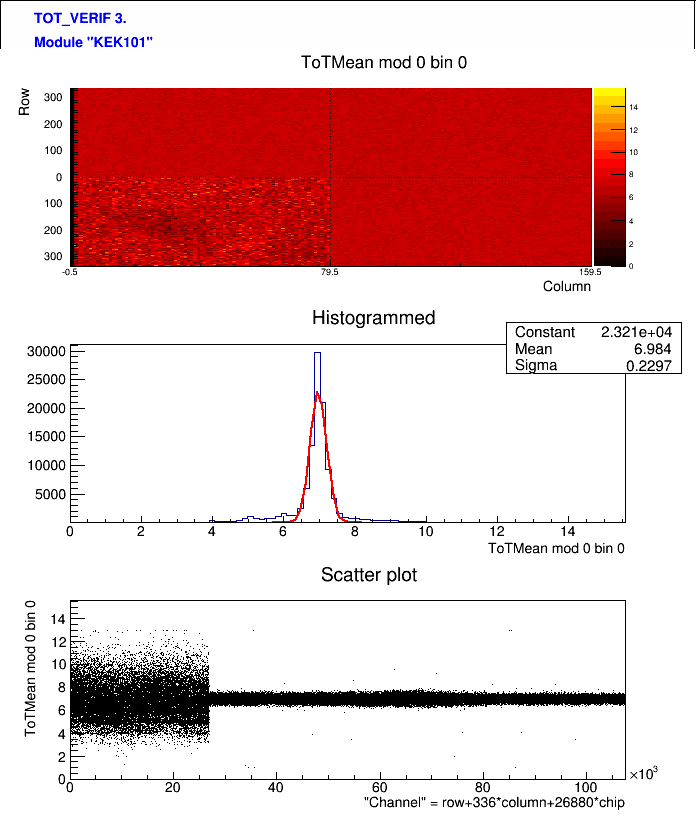 TOT_VERIF 3.
Module "KEK101"
ToTMean mod 0 bin 0
Row
300
200
100
0
100
200
300
-0.5
79.5
159.5
Column
14
12
10
8
6
4
2
0
Histogrammed
Constant 2.321e+04
Mean 6.984
Sigma 0.2297
30000
25000
20000
15000
10000
5000
0 2 4 6 8 10 12 14
ToTMean mod 0 bin 0
Scatter plot
ToTMean mod 0 bin 0
14
12
10
8
6
4
2
0
0 20 40 60 80 100
×10³
"Channel" = row+336*column+26880*chip